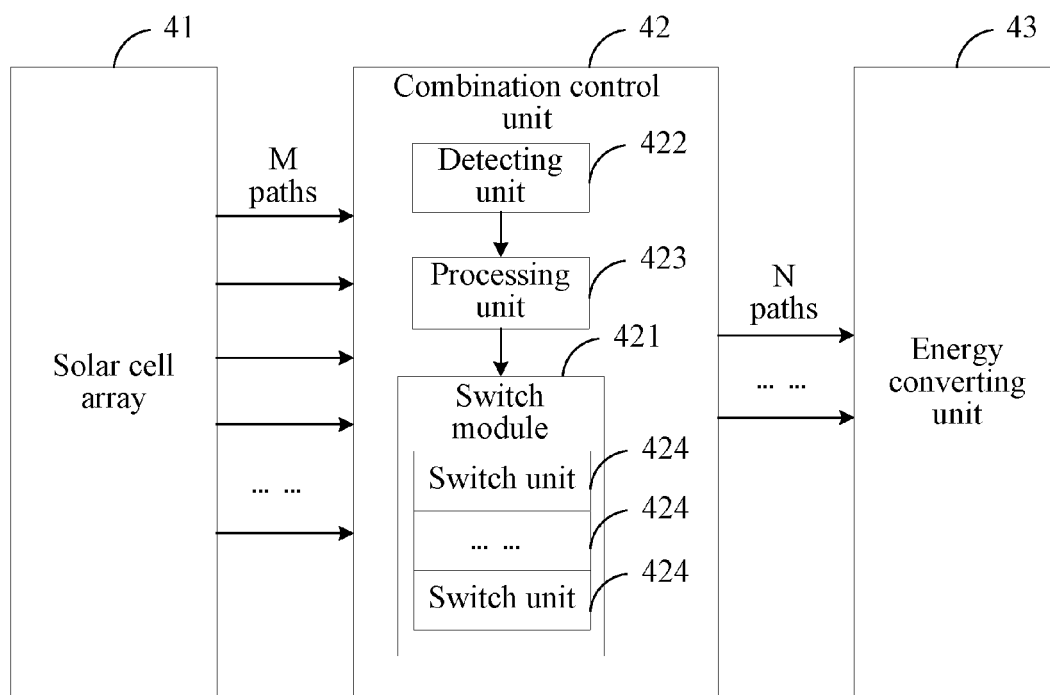 41
42
43
Combination control
unit
422
Detecting
unit
M
paths
423
Processing
unit
N
paths
421
Solar cell
array
Energy
converting
unit
... ...
Switch
module
424
Switch unit
... ...
424
... ...
424
Switch unit